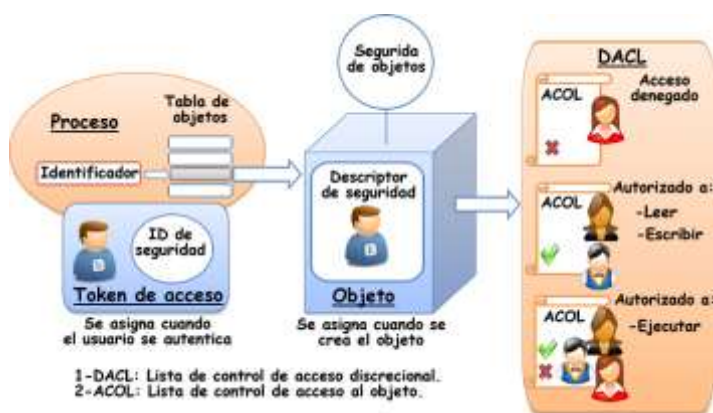 Segurida
de objetos
DACL
ACOL
Acceso
denegado
Tabla de
objetos
Proceso
Identificador
Descriptor
de seguridad
ID de
seguridad
Token de acceso
Objeto
Autorizado a:
ACOL
-Leer
-Escribir
Autorizado a:
ACOL
-Ejecutar
Se asigna cuando
el usuario se autentica
Se asigna cuando se
crea el objeto
1-DACL: Lista de control de acceso discrecional.
2-ACOL: Lista de control de acceso al objeto.